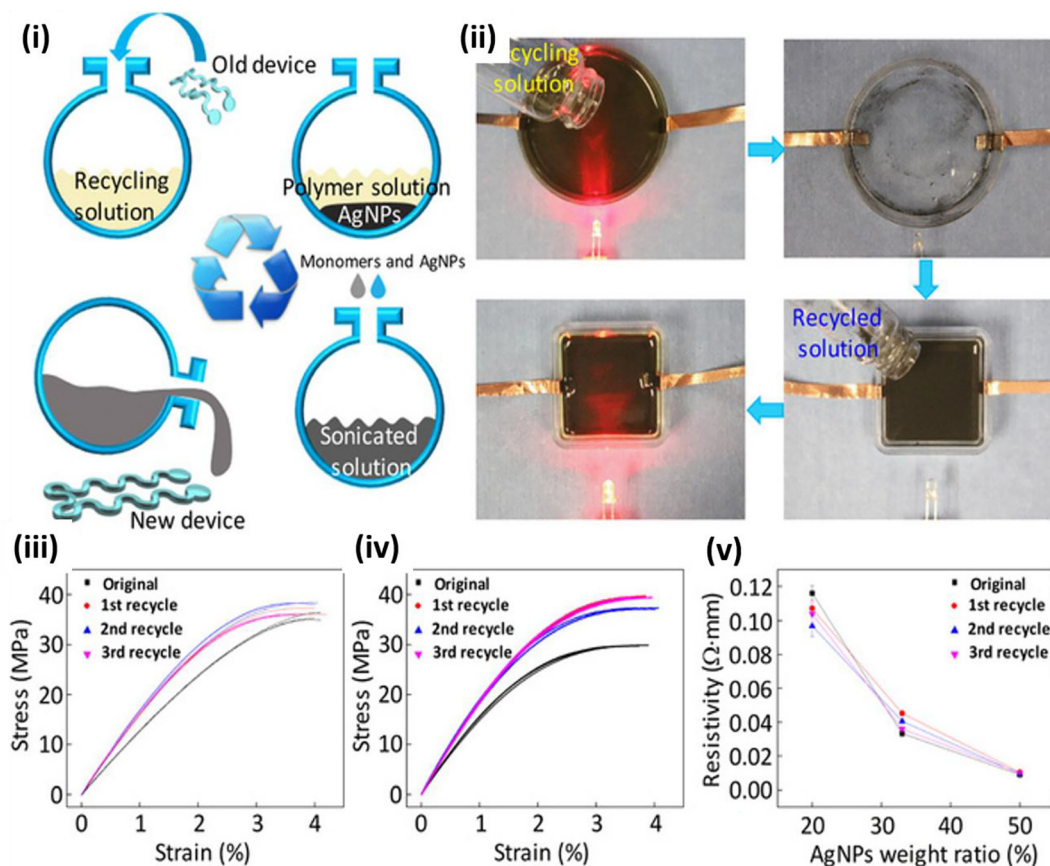 (i)
Old device
Recycling
solution
Polymer solution
AgNPs
Monomers and AgNPs
Sonicated
solution
New device
(ii)
cycling
solution
Recycled
solution
(iii)
Original
1st recycle
2nd recycle
3rd recycle
40
30
20
10
0
Stress (MPa)
0 1 2 3 4
Strain (%)
(iv)
Original
1st recycle
2nd recycle
3rd recycle
40
30
20
10
0
Stress (MPa)
0 1 2 3 4
Strain (%)
(v)
Original
1st recycle
2nd recycle
3rd recycle
0.12
0.10
0.08
0.06
0.04
0.02
0.00
Resistivity (Ω·mm)
20 30 40 50
AgNPs weight ratio (%)